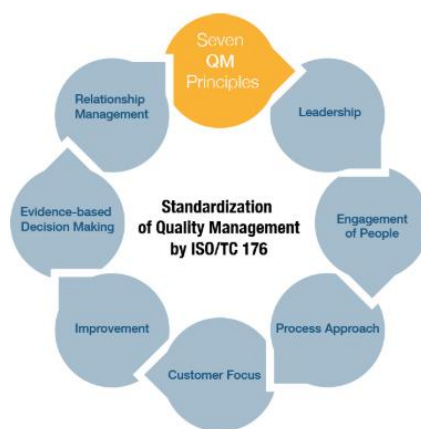 Seven
QM
Principles
Leadership
Engagement
of People
Process Approach
Customer Focus
Improvement
Evidence-based
Decision Making
Relationship
Management
Standardization
of Quality Management
by ISO/TC 176